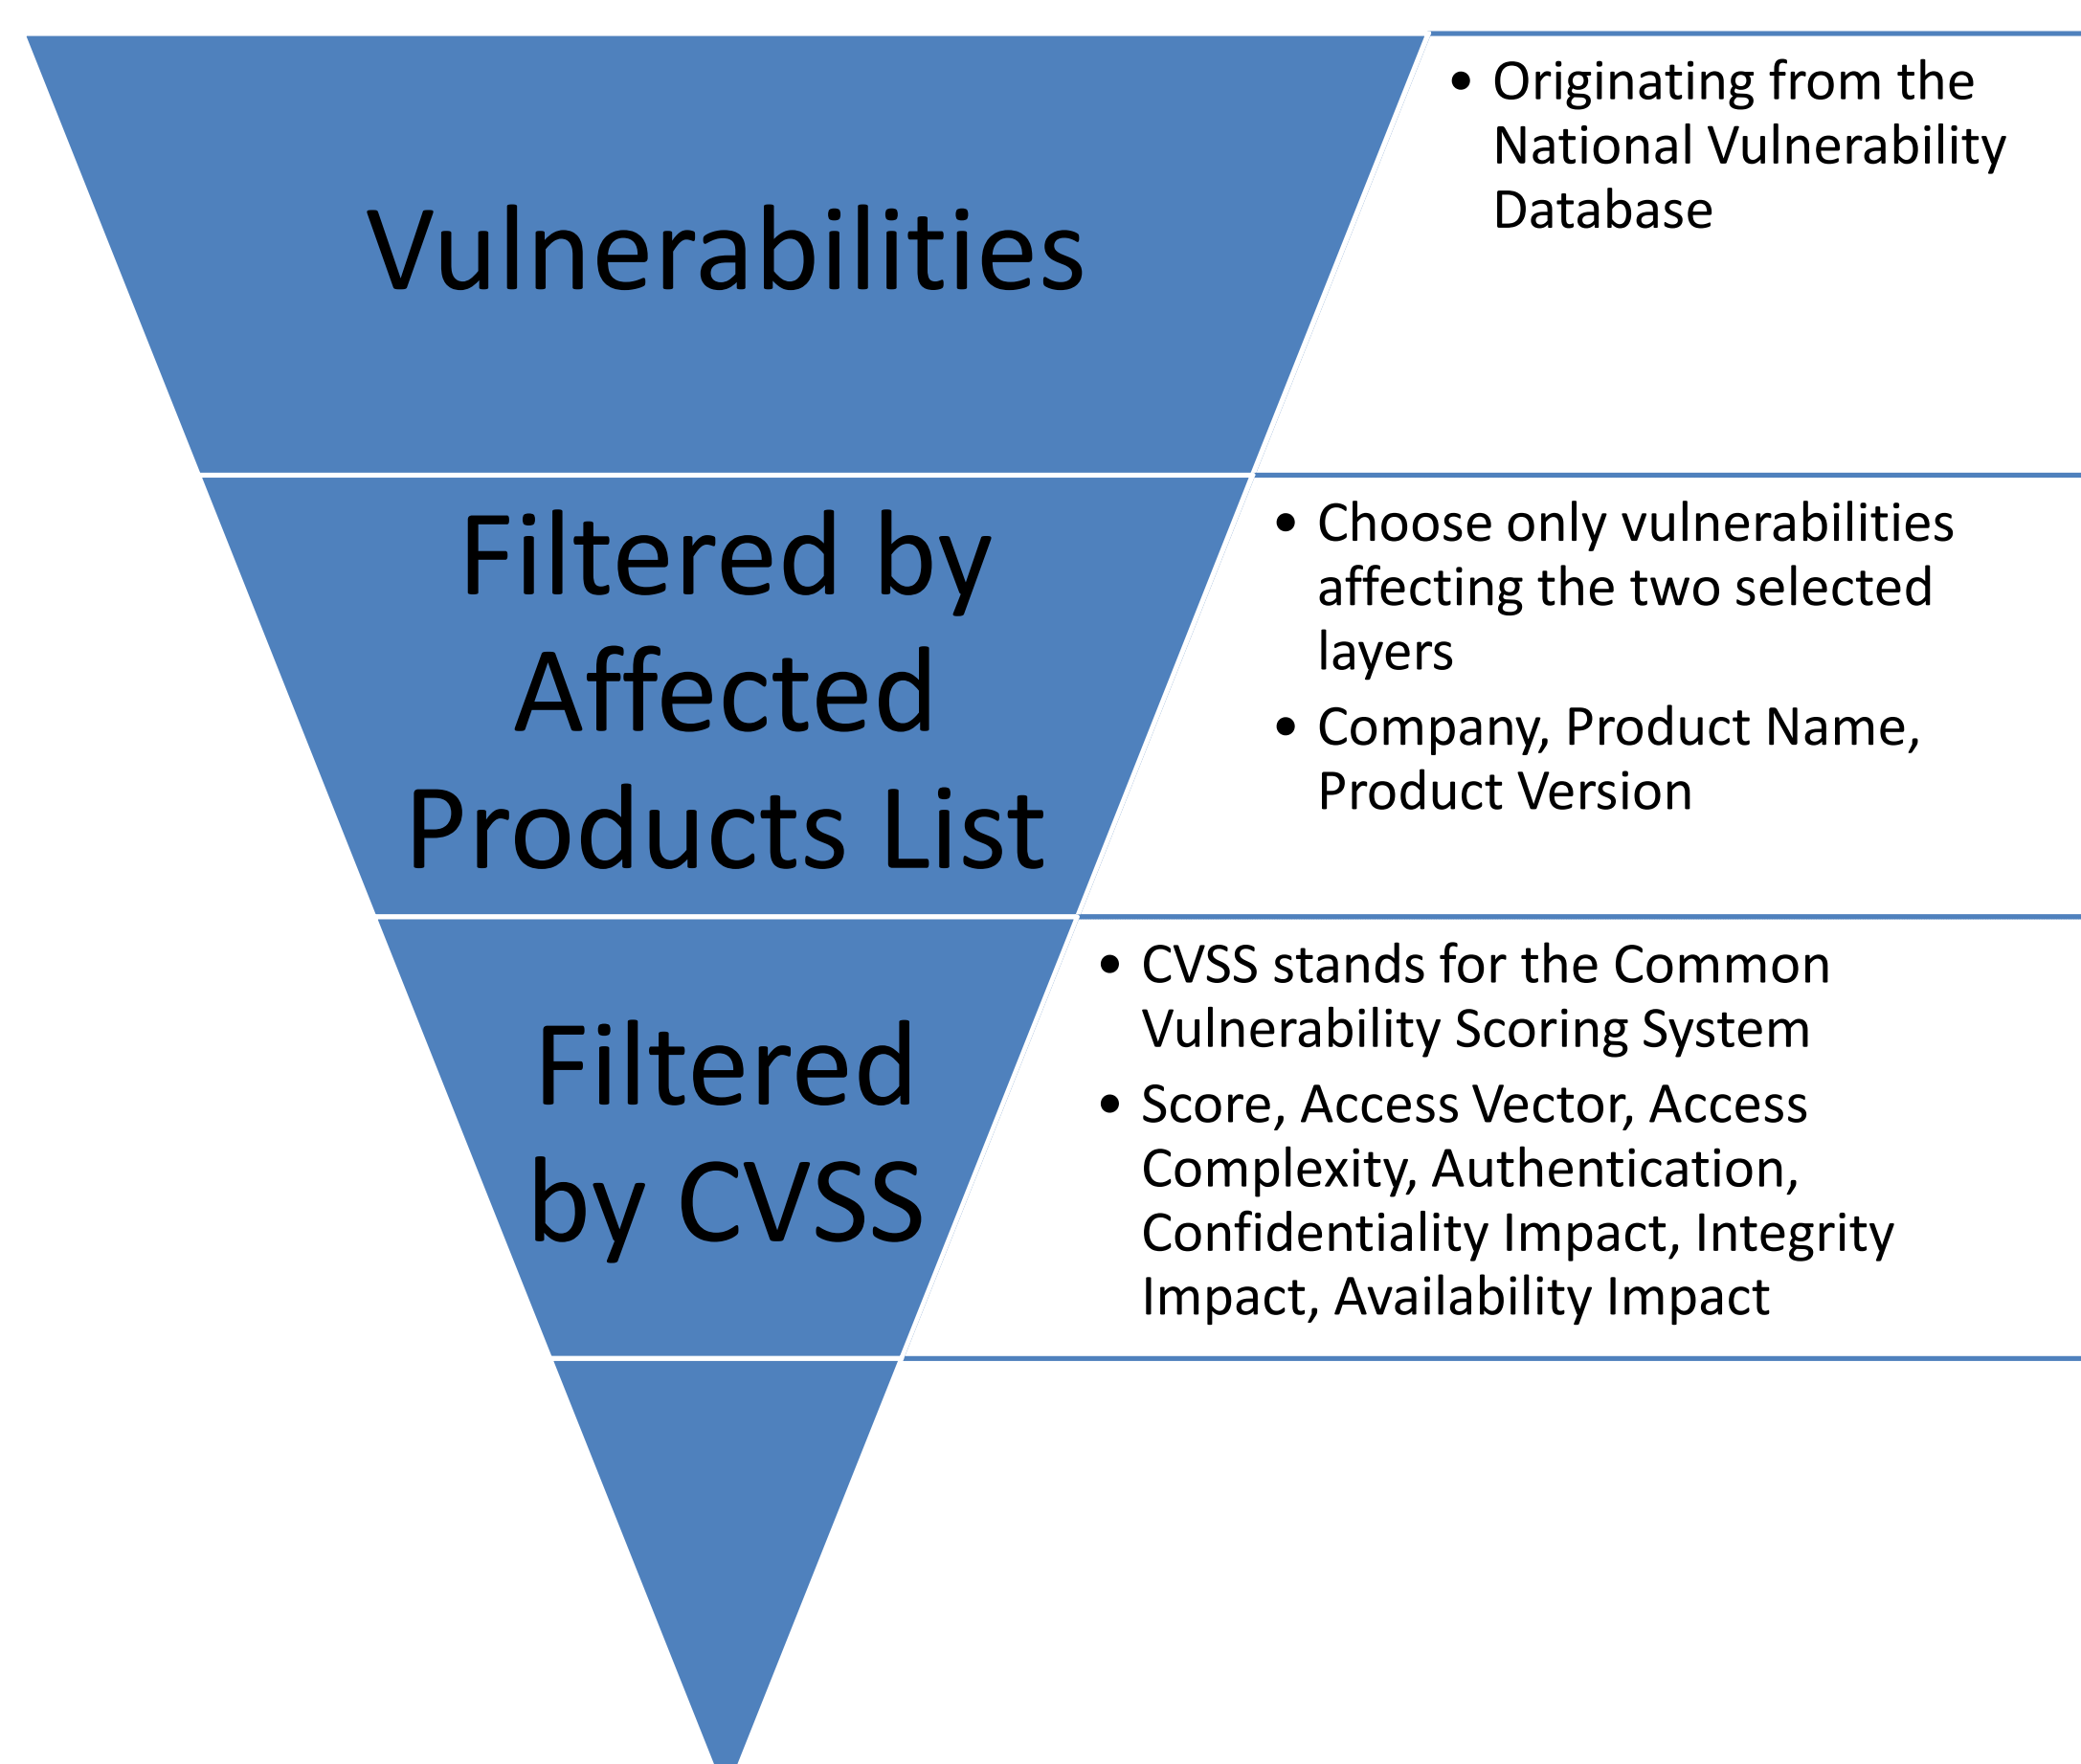 Vulnerabilities
• Originating from the
National Vulnerability
Database
Filtered by
Affected
Products List
• Choose only vulnerabilities
affecting the two selected
layers
• Company, Product Name,
Product Version
Filtered
by CVSS
• CVSS stands for the Common
Vulnerability Scoring System
• Score, Access Vector, Access
Complexity, Authentication,
Confidentiality Impact, Integrity
Impact, Availability Impact